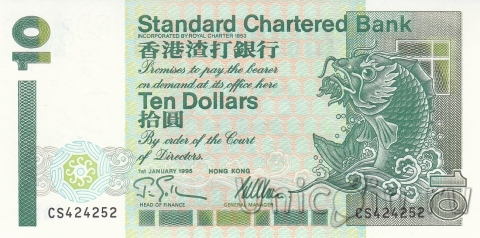 10
Standard Chartered Bank
INCORPORATED BY ROYAL CHARTER 1853
香港渣打銀行
Promises to pay the bearer
on demand at its office here
Ten Dollars
拾圓
By order of the Court
of Directors.
1ST JANUARY 1995 HONG KONG
HEAD OF FINANCE GENERAL MANAGER
CS424252 CS424252
10